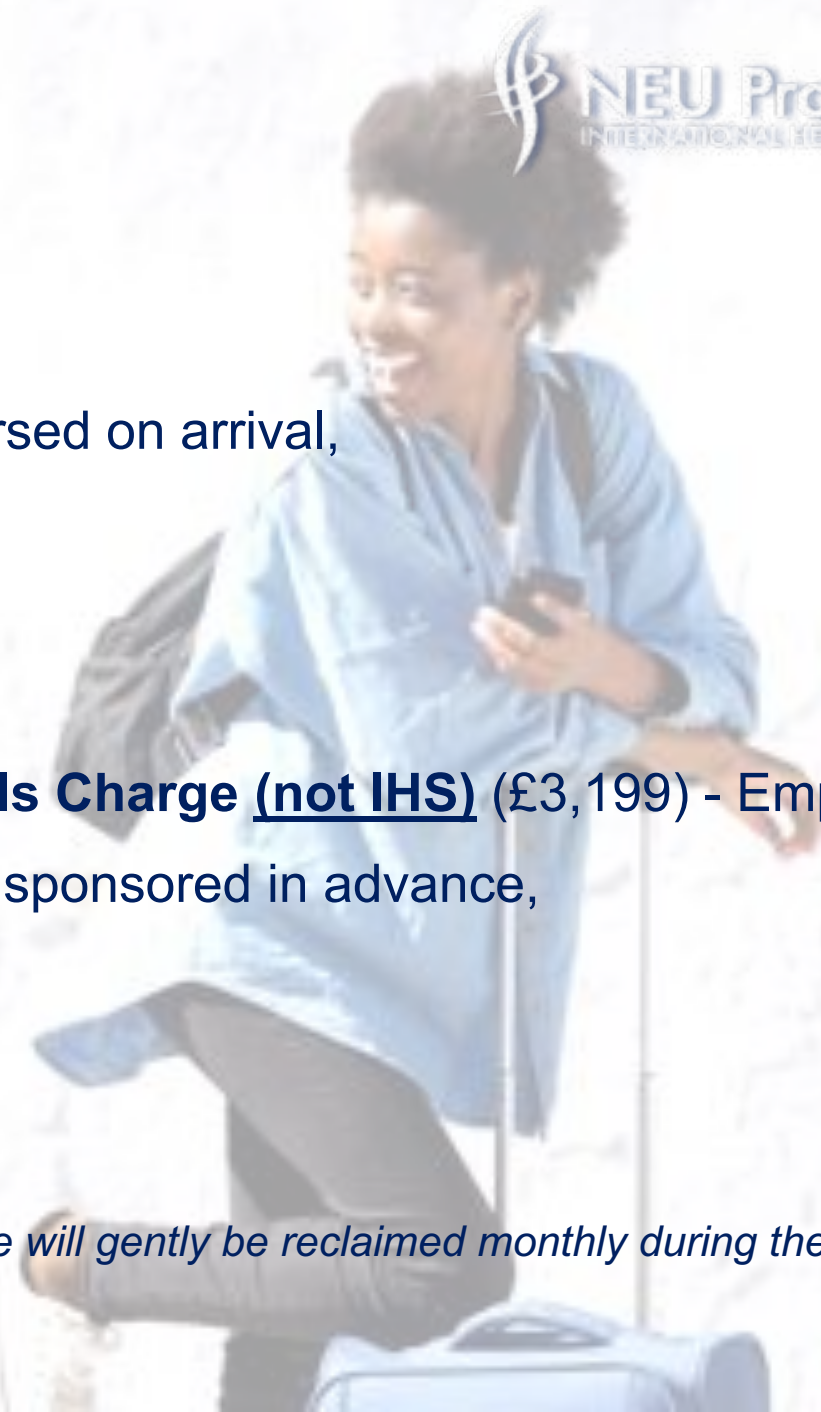 NEU Pro
INTERNATIONAL HE
rsed on arrival,
ls Charge (not IHS) (£3,199) - Emp
sponsored in advance,
e will gently be reclaimed monthly during the